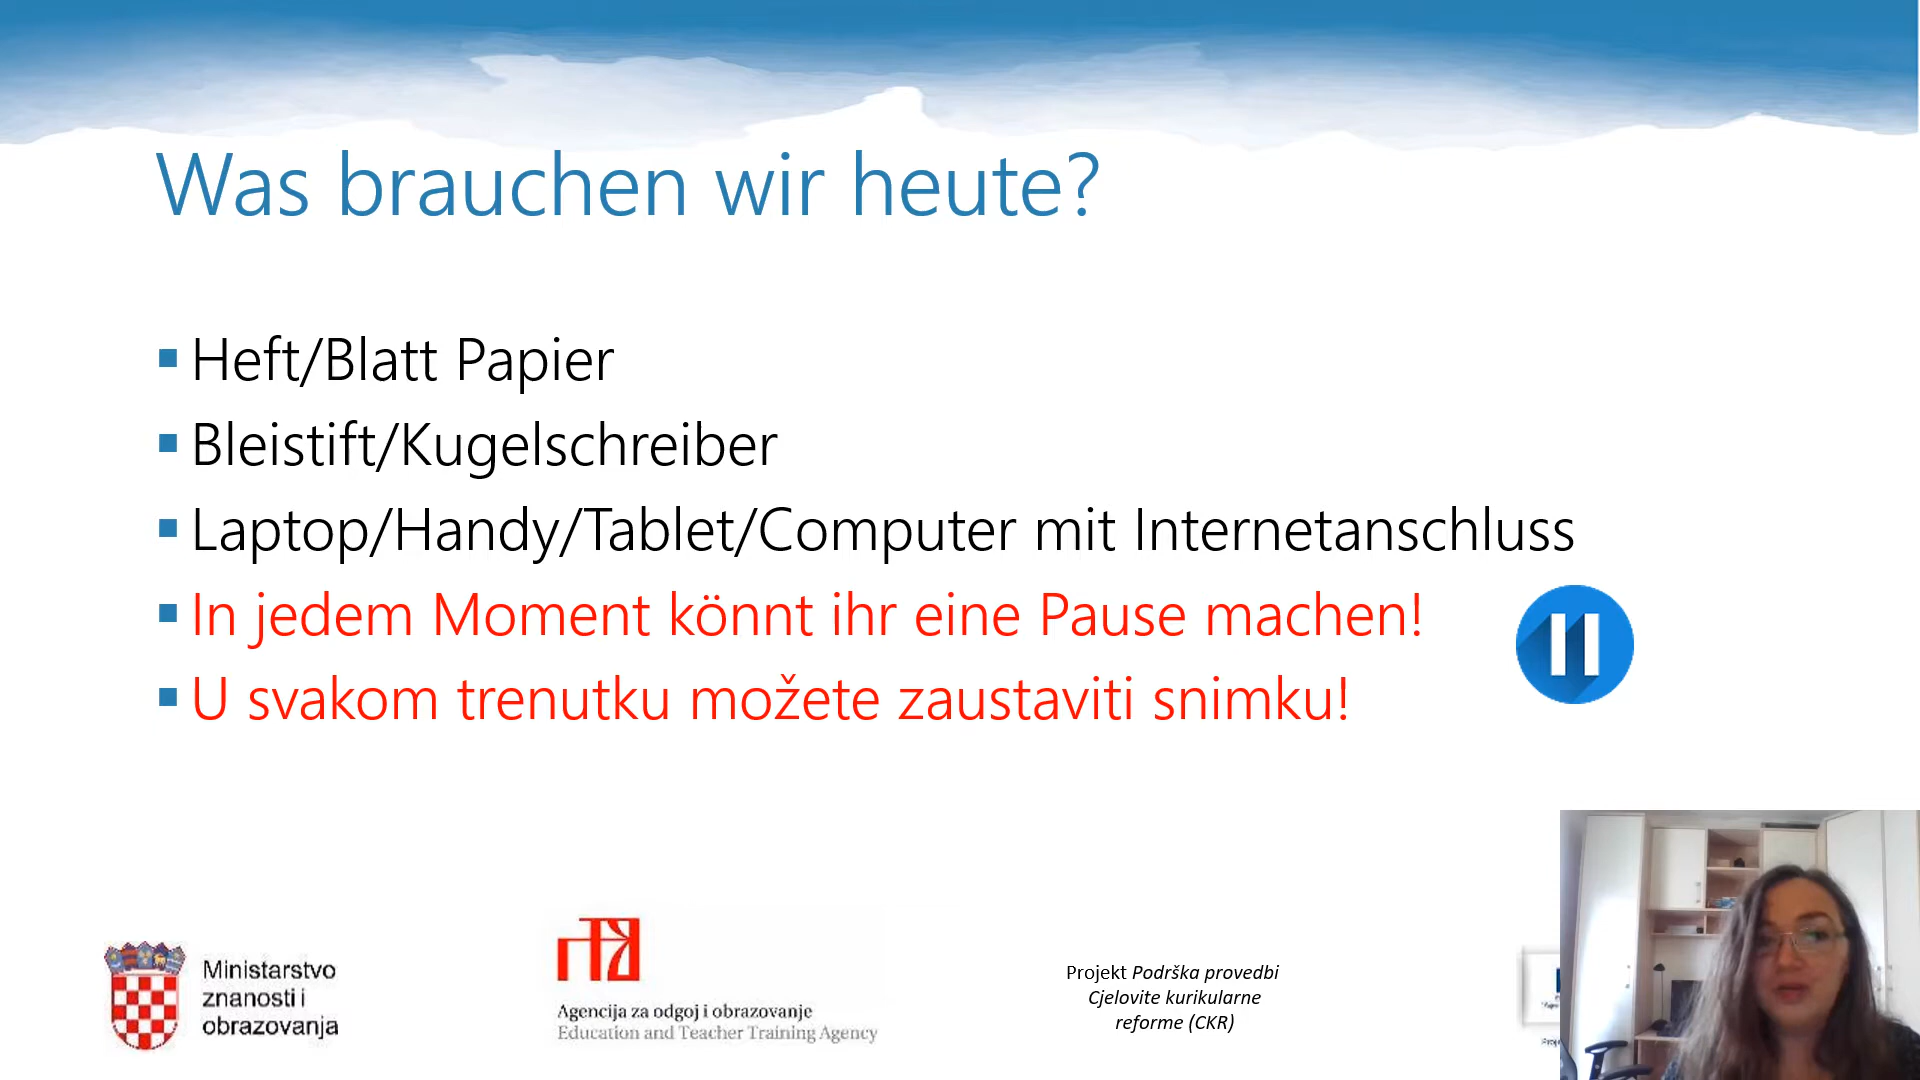 Was brauchen wir heute?
Heft/Blatt Papier
Bleistift/Kugelschreiber
Laptop/Handy/Tablet/Computer mit Internetanschluss
In jedem Moment könnt ihr eine Pause machen!
U svakom trenutku možete zaustaviti snimku!
Ministarstvo
znanosti i
obrazovanja
Agencija za odgoj i obrazovanje
Education and Teacher Training Agency
Projekt Podrška provedbi
Cjelovite kurikularne
reforme (CKR)